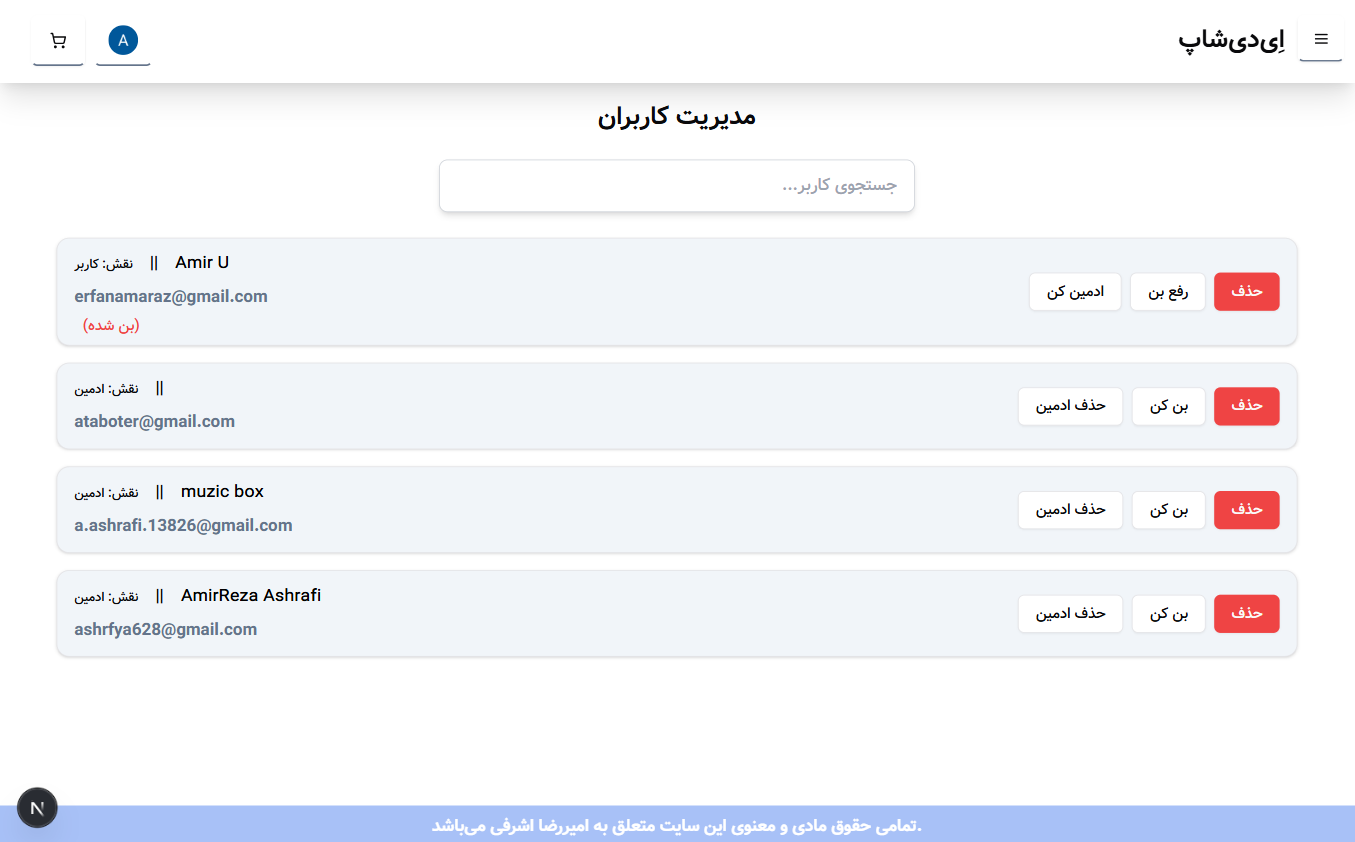 اِی‌دی‌شاپ
A
مدیریت کاربران
جستجوی کاربر...
Amir U || نقش: کاربر
erfanamaraz@gmail.com
(بن شده)
حذف رفع بن ادمین کن
|| نقش: ادمین
ataboter@gmail.com
حذف بن کن حذف ادمین
muzic box || نقش: ادمین
a.ashrafi.13826@gmail.com
حذف بن کن حذف ادمین
AmirReza Ashrafi || نقش: ادمین
ashrfya628@gmail.com
حذف بن کن حذف ادمین
N
.تمامی حقوق مادی و معنوی این سایت متعلق به امیررضا اشرفی می‌باشد